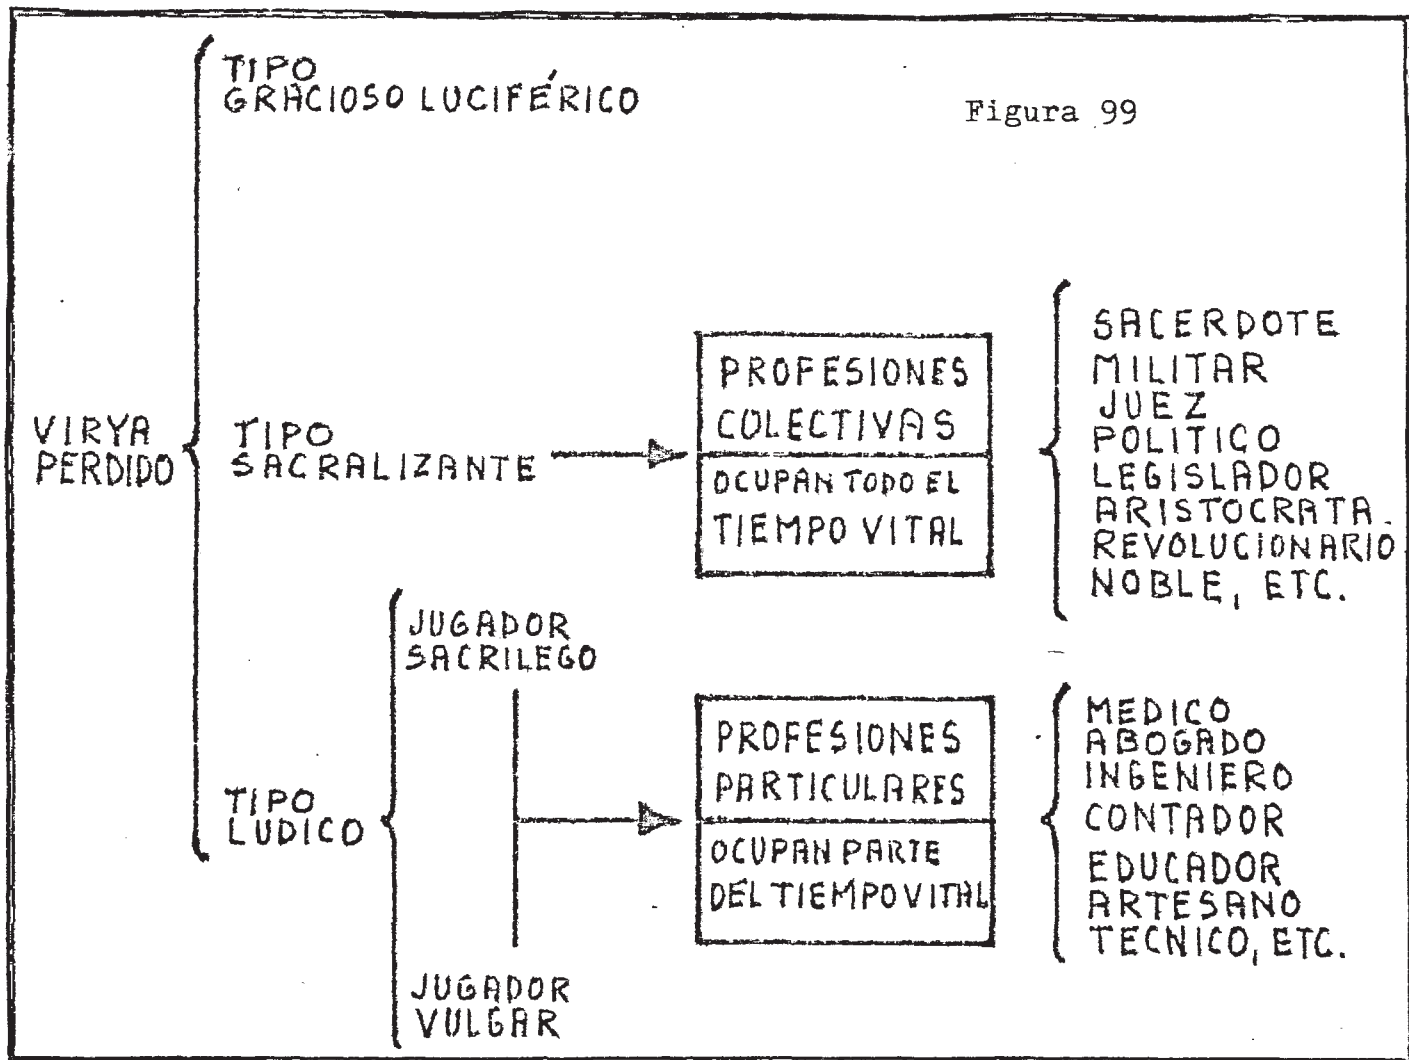 TIPO
GRACIOSO LUCIFÉRICO
Figura 99
VIRYA
PERDIDO
TIPO
SACRALIZANTE
PROFESIONES
COLECTIVAS
OCUPAN TODO EL
TIEMPO VITAL
SACERDOTE
MILITAR
JUEZ
POLITICO
LEGISLADOR
ARISTOCRATA.
REVOLUCIONARIO
NOBLE, ETC.
TIPO
LUDICO
JUGADOR
SACRILEGO
JUGADOR
VULGAR
PROFESIONES
PARTICULARES
OCUPAN PARTE
DEL TIEMPO VITAL
MEDICO
ABOGADO
INGENIERO
CONTADOR
EDUCADOR
ARTESANO
TECNICO, ETC.